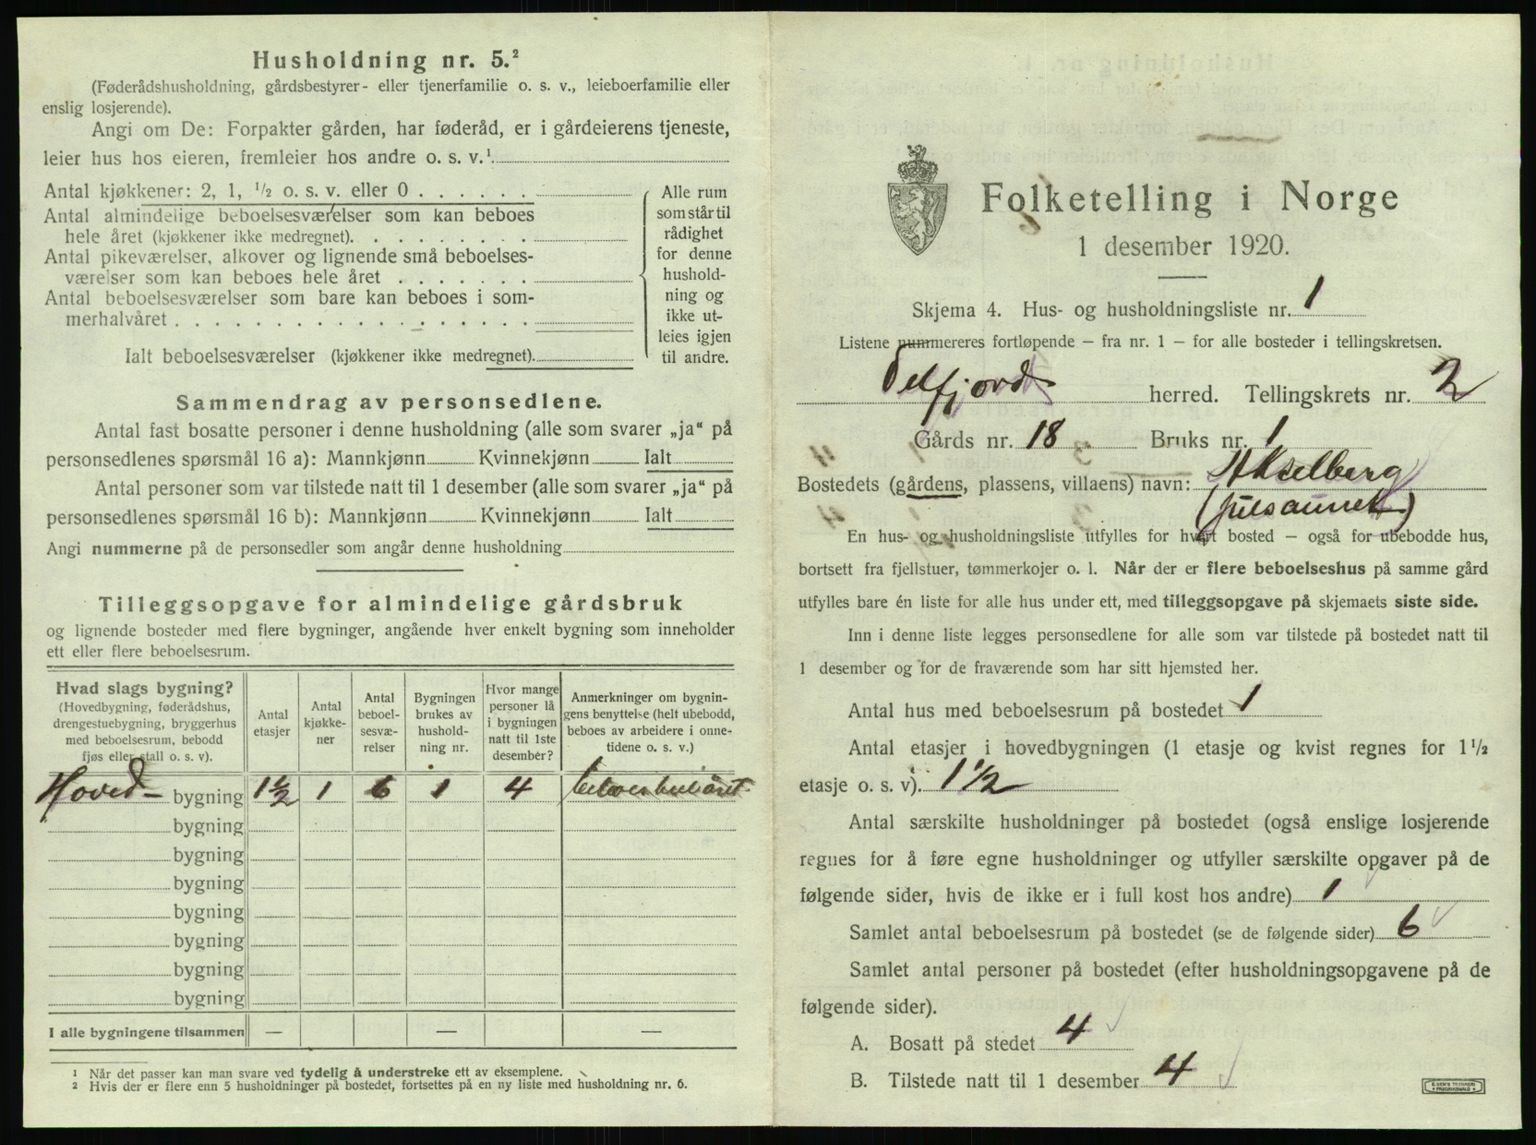 Husholdning nr. 5.²
(Føderådshusholdning, gårdsbestyrer- eller tjenerfamilie o. s. v., leieboerfamilie eller
enslig losjerende).
Angi om De: Forpakter gården, har føderåd, er i gårdeierens tjeneste,
leier hus hos eieren, fremleier hos andre o. s. v.¹
Antal kjøkkener: 2, 1, ½ o. s. v. eller 0
Antal almindelige beboelsesværelser som kan beboes
hele året (kjøkkener ikke medregnet).
Antal pikeværelser, alkover og lignende små beboelses-
værelser som kan beboes hele året
Antal beboelsesværelser som bare kan beboes i som-
merhalvåret
Ialt beboelsesværelser (kjøkkener ikke medregnet).
Alle rum
som står til
rådighet
for denne
hushold-
ning og
ikke ut-
leies igjen
til andre.
Sammendrag av personsedlene.
Antal fast bosatte personer i denne husholdning (alle som svarer „ja" på
personsedlenes spørsmål 16 a): Mannkjønn Kvinnekjønn Ialt
Antal personer som var tilstede natt til 1 desember (alle som svarer „ja" på
personsedlenes spørsmål 16 b): Mannkjønn Kvinnekjønn Ialt
Angi nummerne på de personsedler som angår denne husholdning
Tilleggsopgave for almindelige gårdsbruk
og lignende bosteder med flere bygninger, angående hver enkelt bygning som inneholder
ett eller flere beboelsesrum.
Hvad slags bygning?
(Hovedbygning, føderådshus,
drengestuebygning, bryggerhus
med beboelsesrum, bebodd
fjøs eller stall o. s. v).
Antal
etasjer
Antal
kjøkke-
ner
Antal
beboel-
sesvæ-
relser
Bygningen
brukes av
hushold-
ning nr.
Hvor mange
personer lå
i bygningen
natt til 1ste
desember?
Anmerkninger om bygnin-
gens benyttelse (helt ubebodd,
beboes av arbeidere i onne-
tidene o. s. v.)
Hoved- bygning 1½ 1 6 1 4
bygning
bygning
bygning
bygning
bygning
bygning
bygning
I alle bygningene tilsammen — — —
¹ Når det passer kan man svare ved tydelig å understreke ett av eksemplene.
² Hvis der er flere enn 5 husholdninger på bostedet, fortsettes på en ny liste med husholdning nr. 6.
Folketelling i Norge
1 desember 1920.
Skjema 4. Hus- og husholdningsliste nr. 1
Listene nummereres fortløpende – fra nr. 1 – for alle bosteder i tellingskretsen.
Velfjord herred. Tellingskrets nr. 2
Gårds nr. 18 Bruks nr. 1
Bostedets (gårdens, plassens, villaens) navn: Akselberg
En hus- og husholdningsliste utfylles for hvert bosted – også for ubebodde hus,
bortsett fra fjellstuer, tømmerkojer o. l. Når der er flere beboelseshus på samme gård
utfylles bare én liste for alle hus under ett, med tilleggsopgave på skjemaets siste side.
Inn i denne liste legges personsedlene for alle som var tilstede på bostedet natt til
1 desember og for de fraværende som har sitt hjemsted her.
Antal hus med beboelsesrum på bostedet 1
Antal etasjer i hovedbygningen (1 etasje og kvist regnes for 1½
etasje o. s. v). 1½
Antal særskilte husholdninger på bostedet (også enslige losjerende
regnes for å føre egne husholdninger og utfyller særskilte opgaver på de
følgende sider, hvis de ikke er i full kost hos andre) 1
Samlet antal beboelsesrum på bostedet (se de følgende sider) 6
Samlet antal personer på bostedet (efter husholdningsopgavene på de
følgende sider).
A. Bosatt på stedet 4
B. Tilstede natt til 1 desember 4